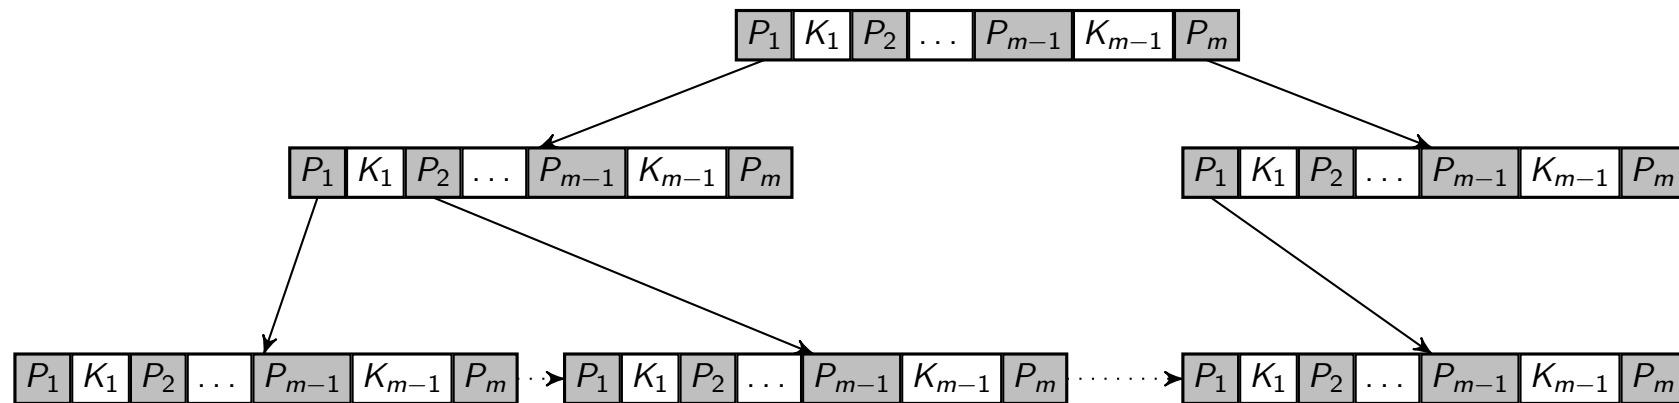 P₁ K₁ P₂ ... Pₘ₋₁ Kₘ₋₁ Pₘ
P₁ K₁ P₂ ... Pₘ₋₁ Kₘ₋₁ Pₘ
P₁ K₁ P₂ ... Pₘ₋₁ Kₘ₋₁ Pₘ
P₁ K₁ P₂ ... Pₘ₋₁ Kₘ₋₁ Pₘ
P₁ K₁ P₂ ... Pₘ₋₁ Kₘ₋₁ Pₘ
P₁ K₁ P₂ ... Pₘ₋₁ Kₘ₋₁ Pₘ